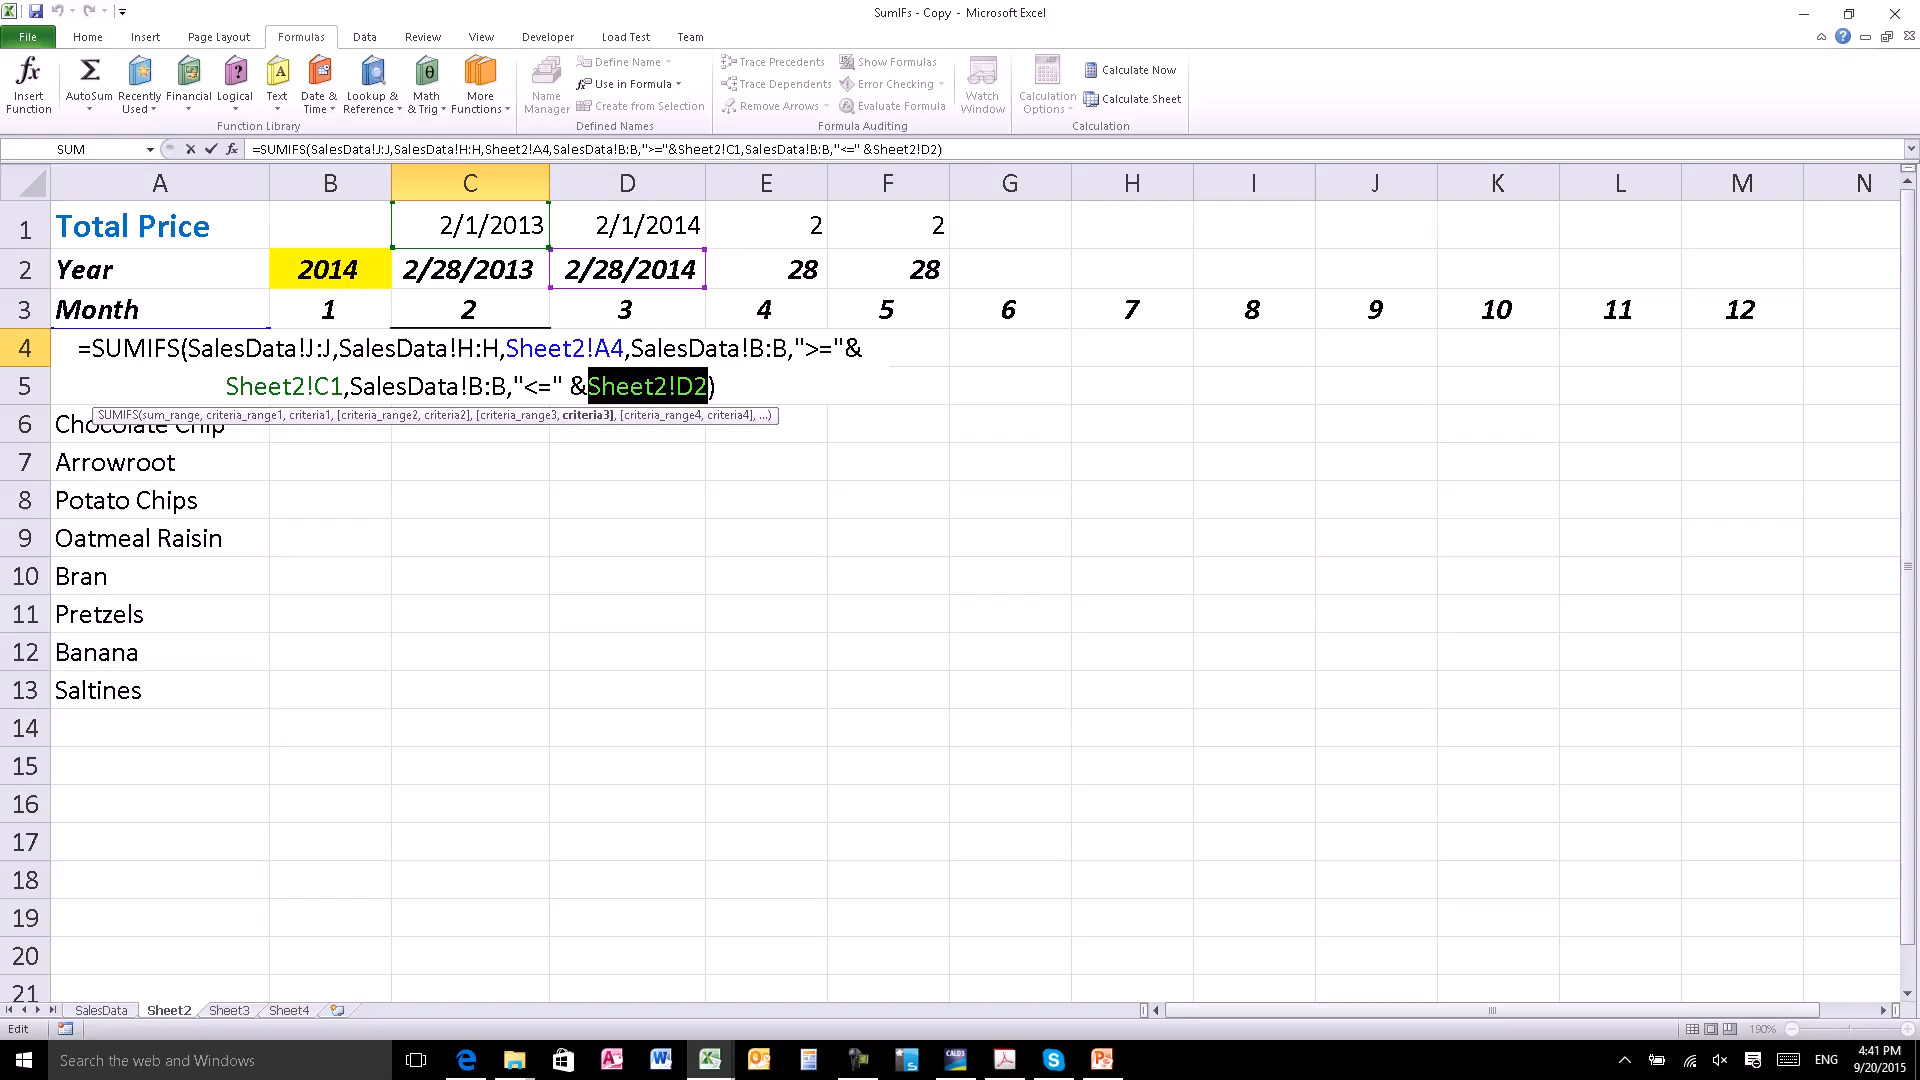 SumIFs - Copy - Microsoft Excel
File Home Insert Page Layout Formulas Data Review View Developer Load Test Team
Insert Function
AutoSum
Recently Used
Financial
Logical
Text
Date & Time
Lookup & Reference
Math & Trig
More Functions
Function Library
Name Manager
Define Name
Use in Formula
Create from Selection
Defined Names
Trace Precedents
Trace Dependents
Remove Arrows
Show Formulas
Error Checking
Evaluate Formula
Formula Auditing
Watch Window
Calculation Options
Calculate Now
Calculate Sheet
Calculation
SUM
=SUMIFS(SalesData!J:J,SalesData!H:H,Sheet2!A4,SalesData!B:B,">="&Sheet2!C1,SalesData!B:B,"<=" &Sheet2!D2)
A B C D E F G H I J K L M N
1 Total Price 2/1/2013 2/1/2014 2 2
2 Year 2014 2/28/2013 2/28/2014 28 28
3 Month 1 2 3 4 5 6 7 8 9 10 11 12
4 =SUMIFS(SalesData!J:J,SalesData!H:H,Sheet2!A4,SalesData!B:B,">="&
5 Sheet2!C1,SalesData!B:B,"<=" &Sheet2!D2)
SUMIFS(sum_range, criteria_range1, criteria1, [criteria_range2, criteria2], [criteria_range3, criteria3], [criteria_range4, criteria4], ...)
6 Chocolate Chip
7 Arrowroot
8 Potato Chips
9 Oatmeal Raisin
10 Bran
11 Pretzels
12 Banana
13 Saltines
14
15
16
17
18
19
20
21
SalesData Sheet2 Sheet3 Sheet4
Edit 190%
Search the web and Windows
ENG
4:41 PM
9/20/2015